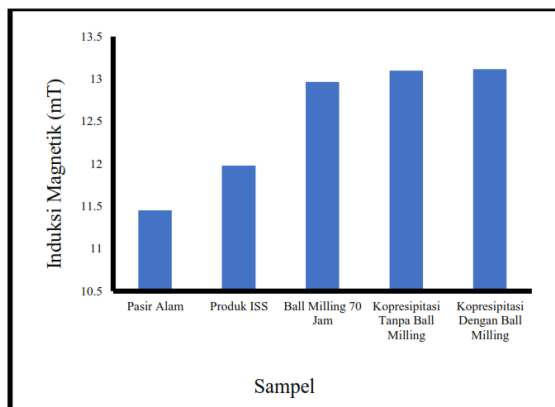 Induksi Magnetik (mT)
13.5
13
12.5
12
11.5
11
10.5
Pasir Alam
Produk ISS
Ball Milling 70
Jam
Kopresipitasi
Tanpa Ball
Milling
Kopresipitasi
Dengan Ball
Milling
Sampel